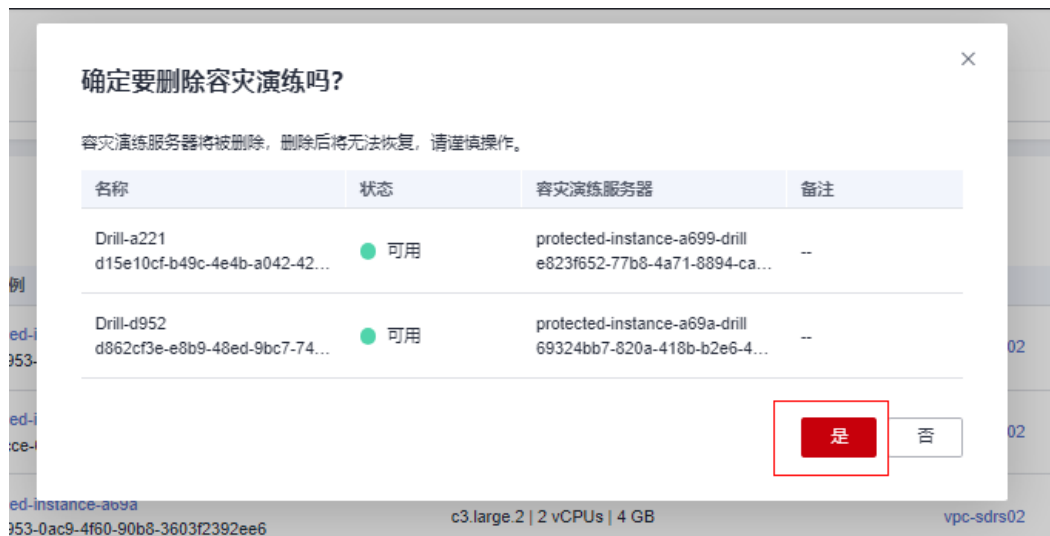 确定要删除容灾演练吗?
容灾演练服务器将被删除，删除后将无法恢复，请谨慎操作。
名称 状态 容灾演练服务器 备注
Drill-a221 可用 protected-instance-a699-drill --
d15e10cf-b49c-4e4b-a042-42... e823f652-77b8-4a71-8894-ca...
例
Drill-d952 可用 protected-instance-a69a-drill --
d862cf3e-e8b9-48ed-9bc7-74... 69324bb7-820a-418b-b2e6-4...
ed-i
953-
02
ed-i
02
是 否
ed-instance-a69a
953-0ac9-4f60-90b8-3603f2392ee6
c3.large.2 | 2 vCPUs | 4 GB
vpc-sdrs02